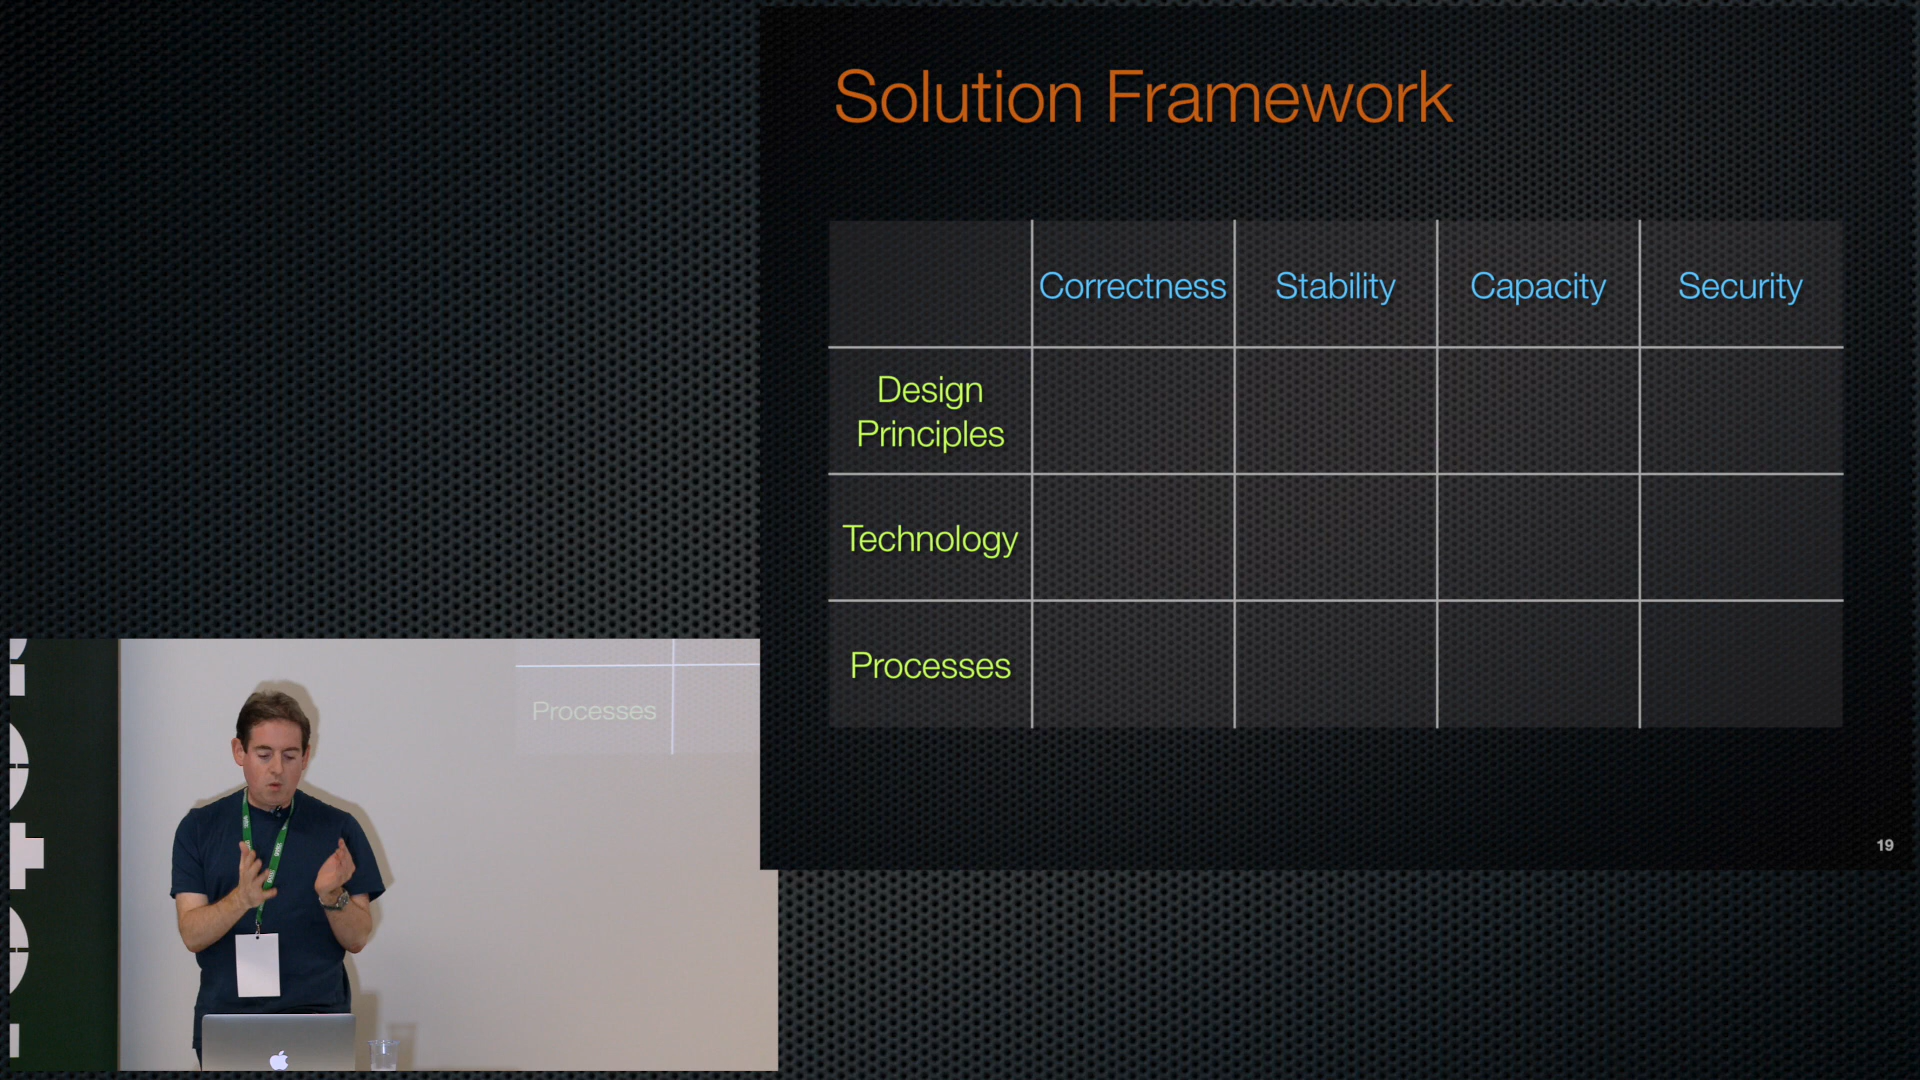 Solution Framework
Correctness Stability Capacity Security
Design
Principles
Technology
Processes
19
Processes